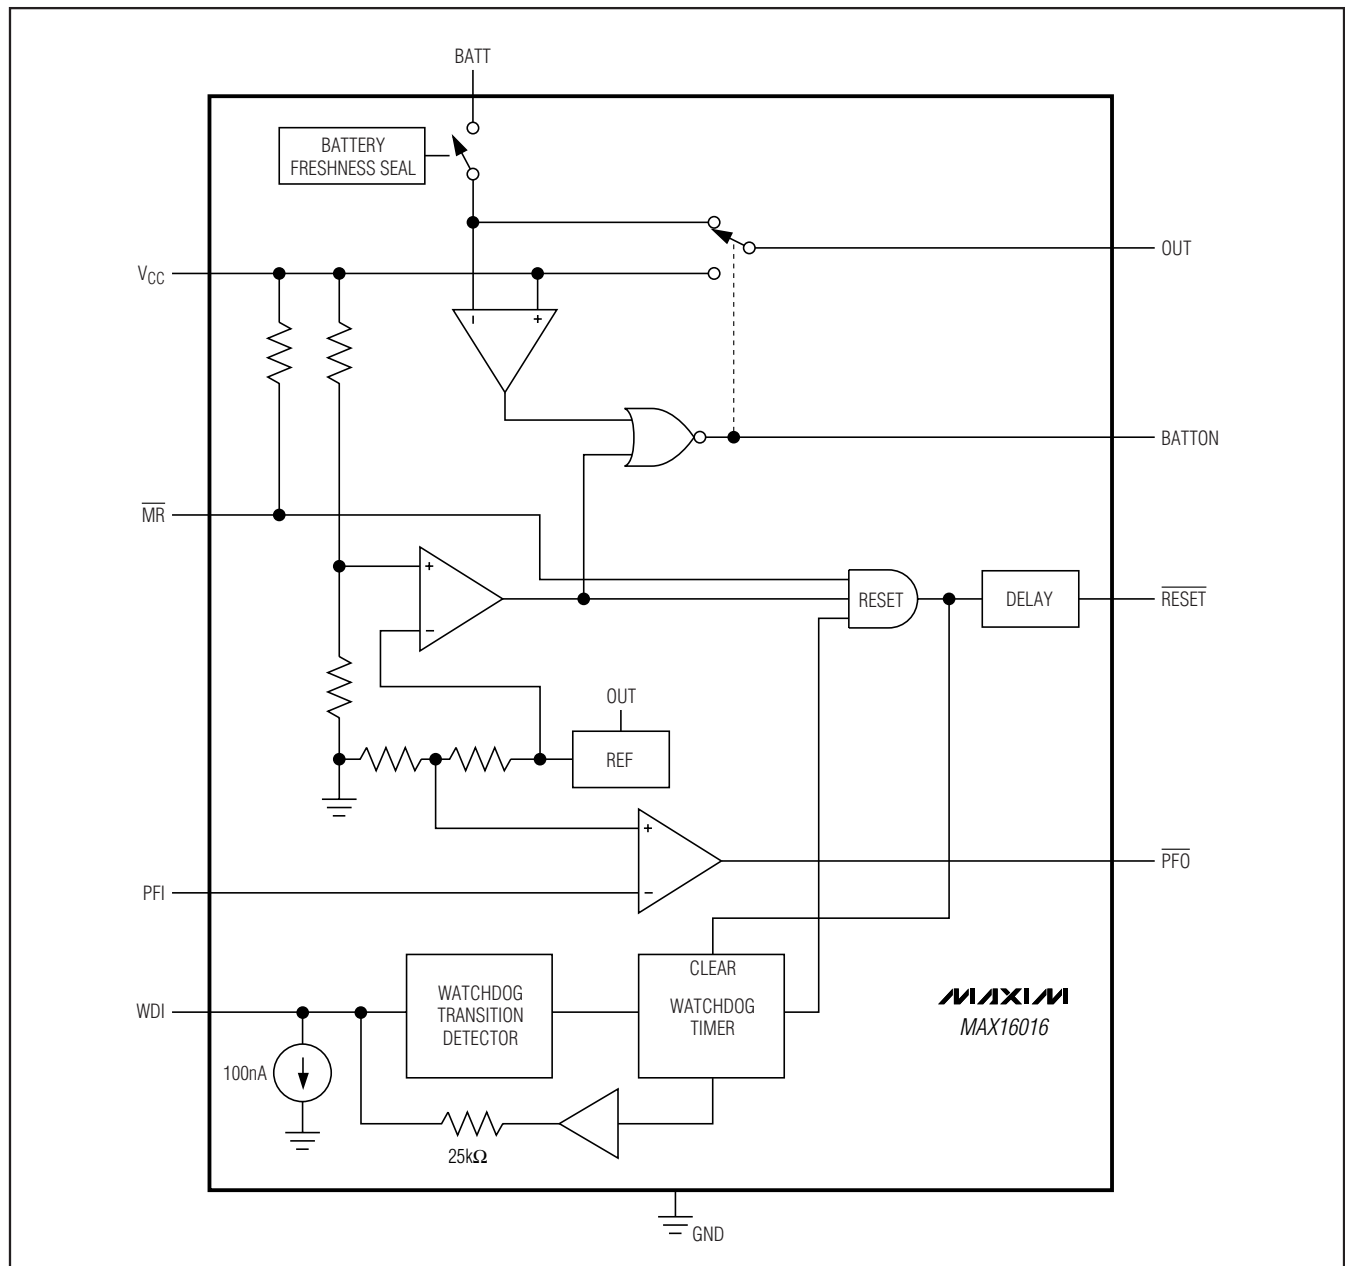 BATT
BATTERY
FRESHNESS SEAL
OUT
VCC
−
+
BATTON
MR
+
−
RESET
DELAY
RESET
OUT
REF
+
−
PFO
PFI
CLEAR
WATCHDOG
TIMER
WATCHDOG
TRANSITION
DETECTOR
WDI
MAXIM
MAX16016
100nA
25kΩ
GND